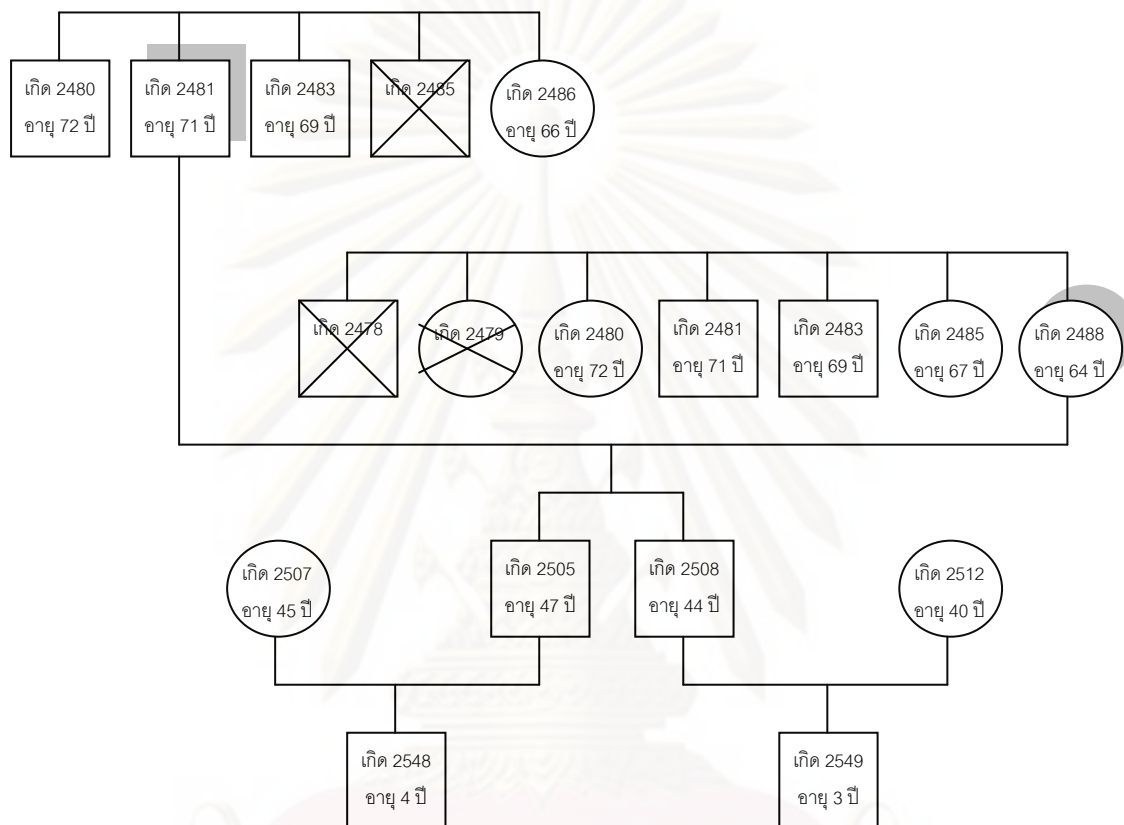 เกิด 2480
อายุ 72 ปี
เกิด 2481
อายุ 71 ปี
เกิด 2483
อายุ 69 ปี
เกิด 2485
เกิด 2486
อายุ 66 ปี
เกิด 2478
เกิด 2479
เกิด 2480
อายุ 72 ปี
เกิด 2481
อายุ 71 ปี
เกิด 2483
อายุ 69 ปี
เกิด 2485
อายุ 67 ปี
เกิด 2488
อายุ 64 ปี
เกิด 2507
อายุ 45 ปี
เกิด 2505
อายุ 47 ปี
เกิด 2508
อายุ 44 ปี
เกิด 2512
อายุ 40 ปี
เกิด 2548
อายุ 4 ปี
เกิด 2549
อายุ 3 ปี